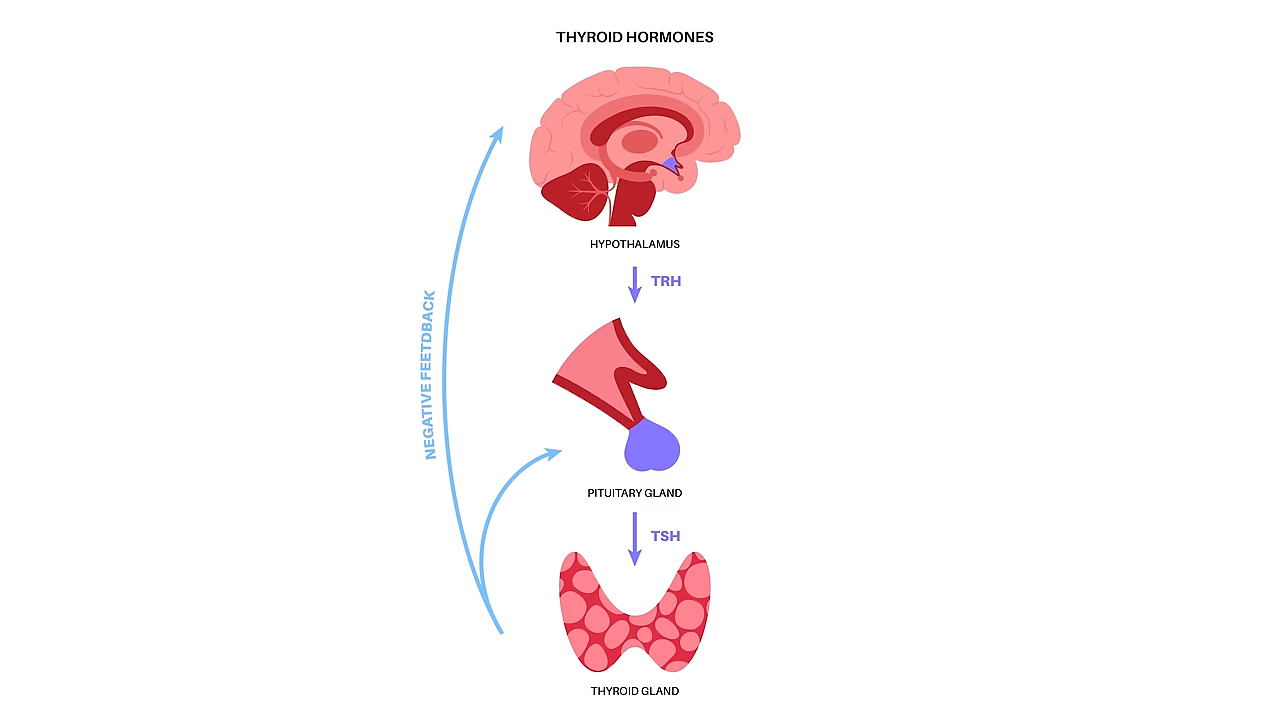 THYROID HORMONES
HYPOTHALAMUS
TRH
NEGATIVE FEETDBACK
PITUITARY GLAND
TSH
THYROID GLAND